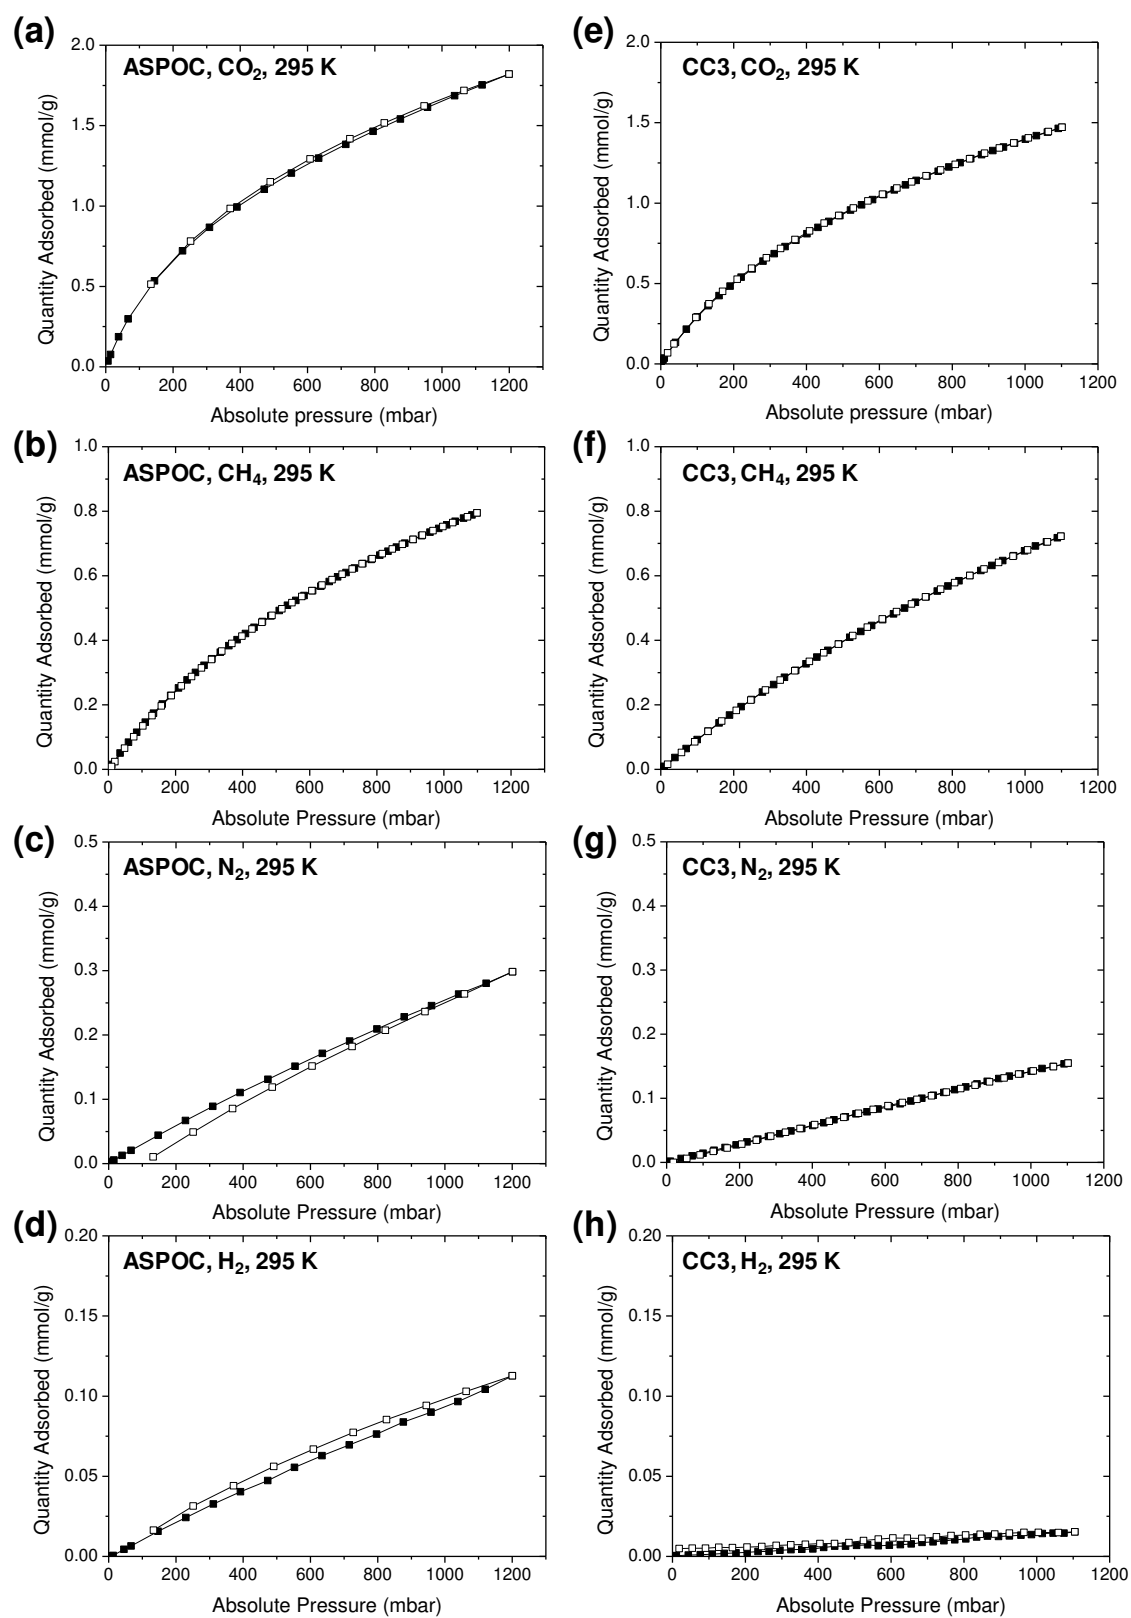 (a)
ASPOC, CO₂, 295 K
Quantity Adsorbed (mmol/g)
2.0
1.5
1.0
0.5
0.0
0 200 400 600 800 1000 1200
Absolute pressure (mbar)
(e)
CC3, CO₂, 295 K
Quantity Adsorbed (mmol/g)
2.0
1.5
1.0
0.5
0.0
0 200 400 600 800 1000 1200
Absolute pressure (mbar)
(b)
ASPOC, CH₄, 295 K
Quantity Adsorbed (mmol/g)
1.0
0.8
0.6
0.4
0.2
0.0
0 200 400 600 800 1000 1200
Absolute Pressure (mbar)
(f)
CC3, CH₄, 295 K
Quantity Adsorbed (mmol/g)
1.0
0.8
0.6
0.4
0.2
0.0
0 200 400 600 800 1000 1200
Absolute Pressure (mbar)
(c)
ASPOC, N₂, 295 K
Quantity Adsorbed (mmol/g)
0.5
0.4
0.3
0.2
0.1
0.0
0 200 400 600 800 1000 1200
Absolute Pressure (mbar)
(g)
CC3, N₂, 295 K
Quantity Adsorbed (mmol/g)
0.5
0.4
0.3
0.2
0.1
0.0
0 200 400 600 800 1000 1200
Absolute Pressure (mbar)
(d)
ASPOC, H₂, 295 K
Quantity Adsorbed (mmol/g)
0.20
0.15
0.10
0.05
0.00
0 200 400 600 800 1000 1200
Absolute Pressure (mbar)
(h)
CC3, H₂, 295 K
Quantity Adsorbed (mmol/g)
0.20
0.15
0.10
0.05
0.00
0 200 400 600 800 1000 1200
Absolute Pressure (mbar)